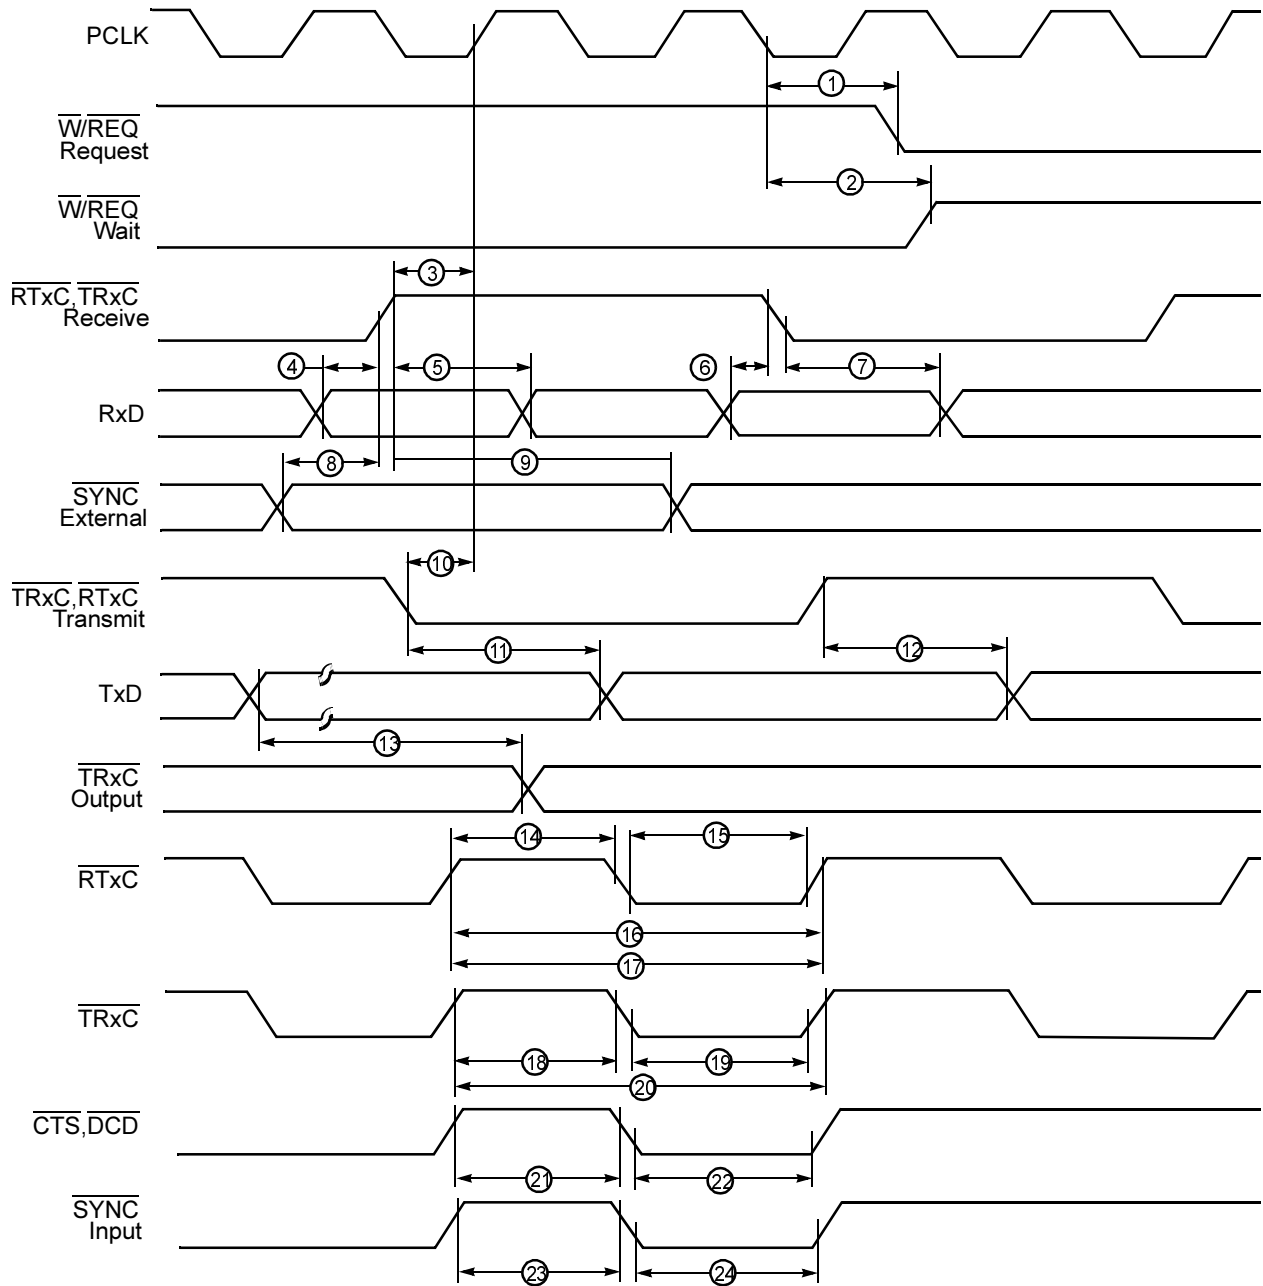 PCLK
1
W/REQ
Request
2
W/REQ
Wait
3
RTxC,TRxC
Receive
4
5
6
7
RxD
8
9
SYNC
External
10
TRxC,RTxC
Transmit
11
12
TxD
13
TRxC
Output
14
15
RTxC
16
17
TRxC
18
19
20
CTS,DCD
21
22
SYNC
Input
23
24